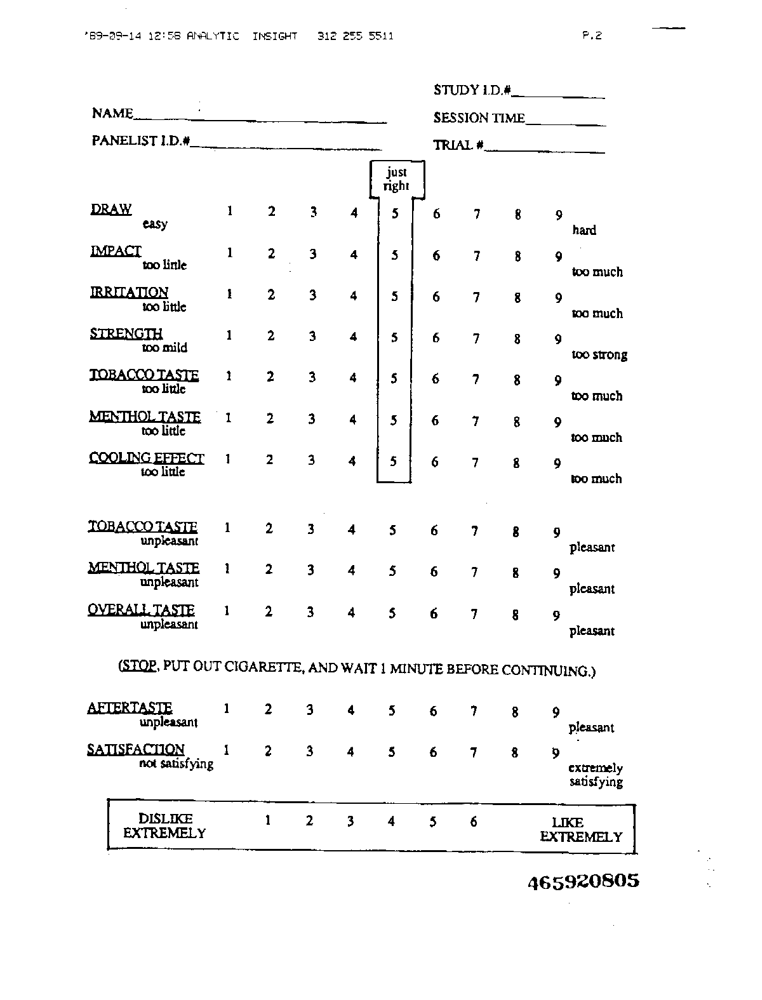 '89-09-14 12:58 ANALYTIC INSIGHT 312 255 5511 P.2
STUDY I.D.#
NAME
SESSION TIME
PANELIST I.D.#
TRIAL #
just
right
DRAW 1 2 3 4 5 6 7 8 9
easy hard
IMPACT 1 2 3 4 5 6 7 8 9
too little too much
IRRITATION 1 2 3 4 5 6 7 8 9
too little too much
STRENGTH 1 2 3 4 5 6 7 8 9
too mild too strong
TOBACCO TASTE 1 2 3 4 5 6 7 8 9
too little too much
MENTHOL TASTE 1 2 3 4 5 6 7 8 9
too little too much
COOLING EFFECT 1 2 3 4 5 6 7 8 9
too little too much
TOBACCO TASTE 1 2 3 4 5 6 7 8 9
unpleasant pleasant
MENTHOL TASTE 1 2 3 4 5 6 7 8 9
unpleasant pleasant
OVERALL TASTE 1 2 3 4 5 6 7 8 9
unpleasant pleasant
(STOP, PUT OUT CIGARETTE, AND WAIT 1 MINUTE BEFORE CONTINUING.)
AFTERTASTE 1 2 3 4 5 6 7 8 9
unpleasant pleasant
SATISFACTION 1 2 3 4 5 6 7 8 9
not satisfying extremely
satisfying
DISLIKE 1 2 3 4 5 6 LIKE
EXTREMELY EXTREMELY
465920805